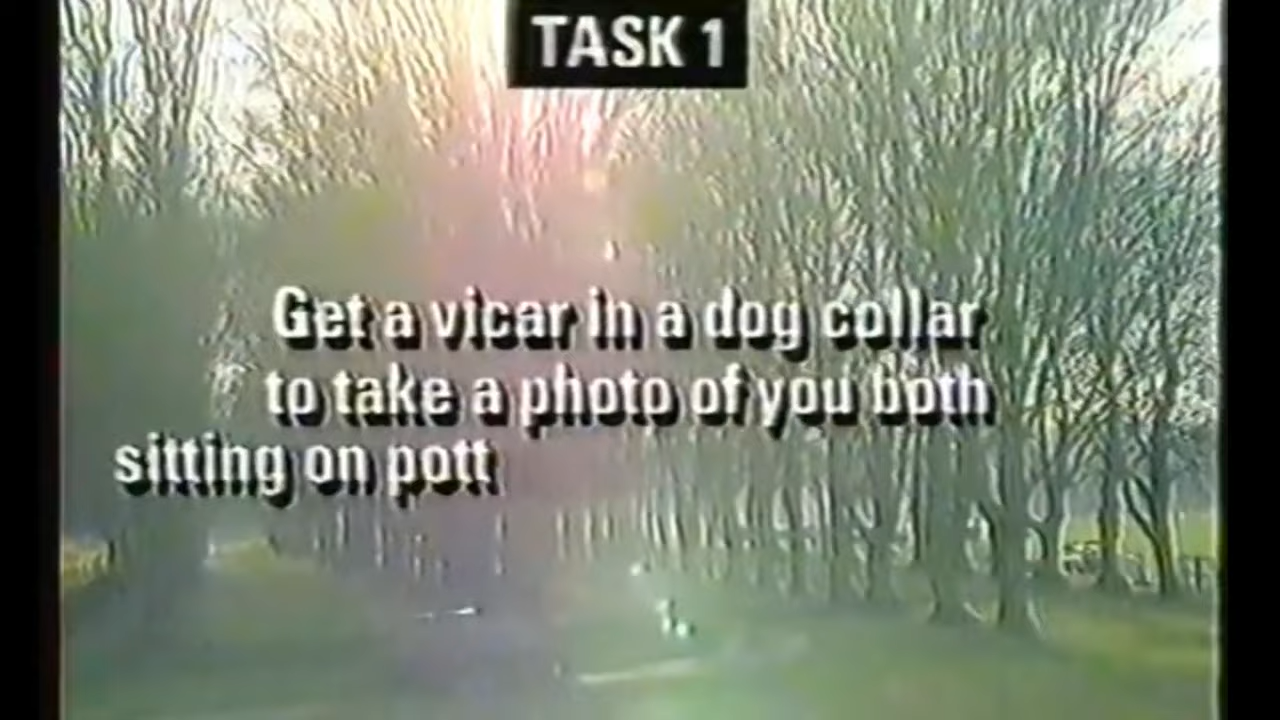 TASK 1
Get a vicar in a dog collar
to take a photo of you both
sitting on pott